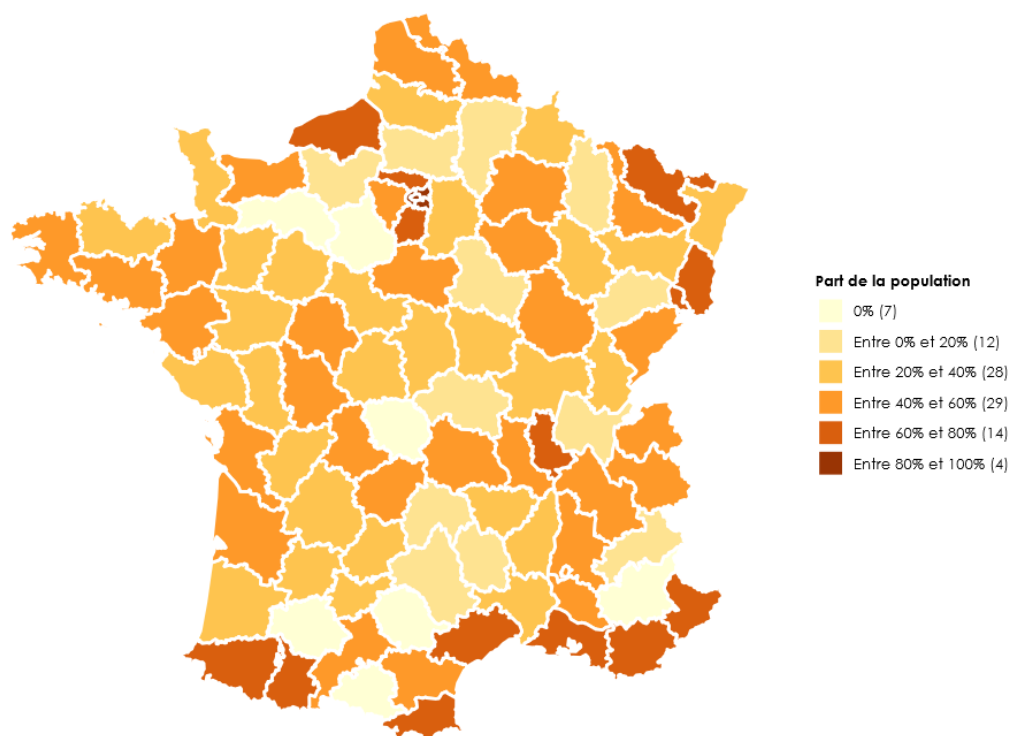 Part de la population
0% (7)
Entre 0% et 20% (12)
Entre 20% et 40% (28)
Entre 40% et 60% (29)
Entre 60% et 80% (14)
Entre 80% et 100% (4)